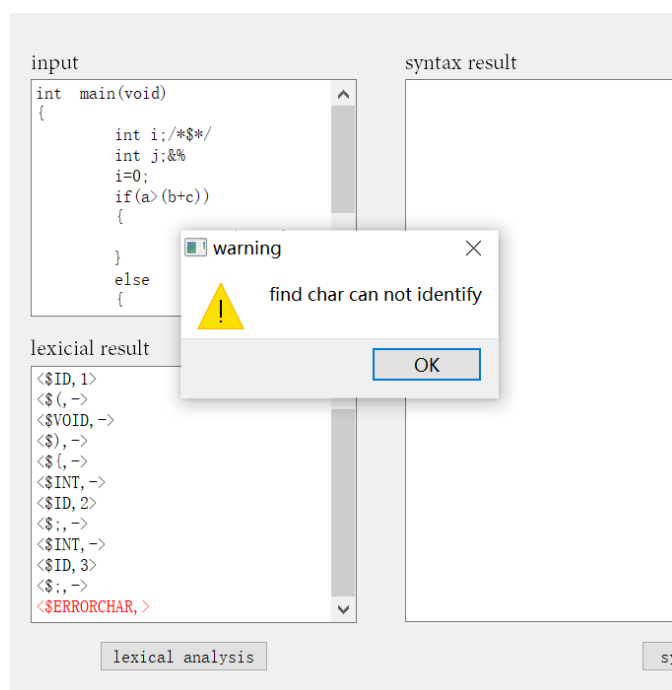 input
int main(void)
{
int i;/*$*/
int j;&%
i=0;
if(a>(b+c))
{
}
else
{
syntax result
warning
find char can not identify
OK
lexicial result
<$ID,1>
<$(,->
<$VOID,->
<$),->
<${,->
<$INT,->
<$ID,2>
<$;,->
<$INT,->
<$ID,3>
<$;,->
<$ERRORCHAR,>
lexical analysis